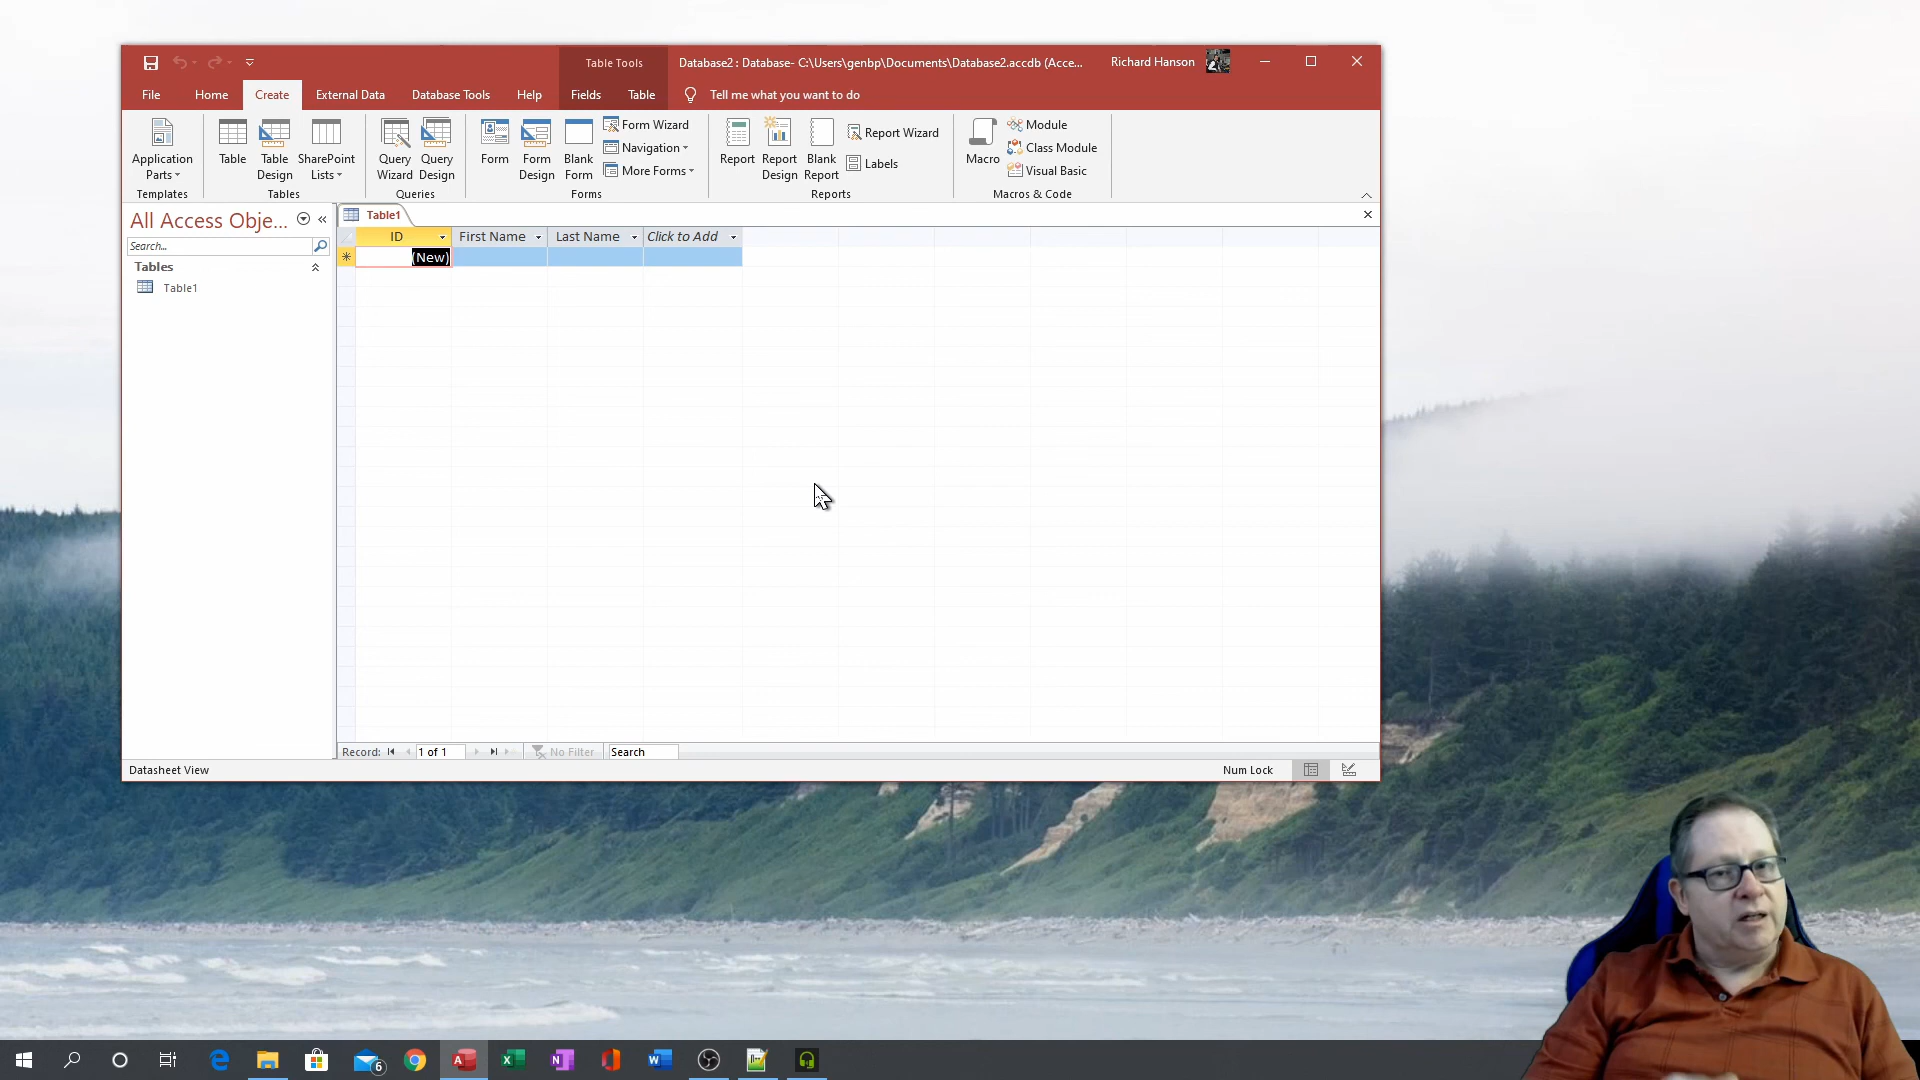 Table Tools
Database2 : Database- C:\Users\genbp\Documents\Database2.accdb (Acce...
Richard Hanson
File
Home
Create
External Data
Database Tools
Help
Fields
Table
Tell me what you want to do
Application
Parts
Templates
Table
Table
Design
SharePoint
Lists
Tables
Query
Wizard
Query
Design
Queries
Form
Form
Design
Blank
Form
Form Wizard
Navigation
More Forms
Forms
Report
Report
Design
Blank
Report
Report Wizard
Labels
Reports
Macro
Module
Class Module
Visual Basic
Macros & Code
All Access Obje...
Search...
Tables
Table1
Table1
ID
First Name
Last Name
Click to Add
(New)
Record:
1 of 1
No Filter
Search
Datasheet View
Num Lock
6